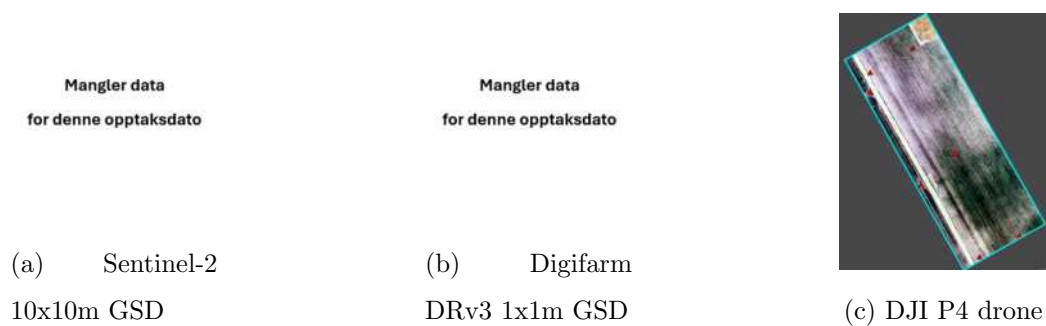 Mangler data
for denne opptaksdato
Mangler data
for denne opptaksdato
(a) Sentinel-2
10x10m GSD
(b) Digifarm
DRv3 1x1m GSD
(c) DJI P4 drone